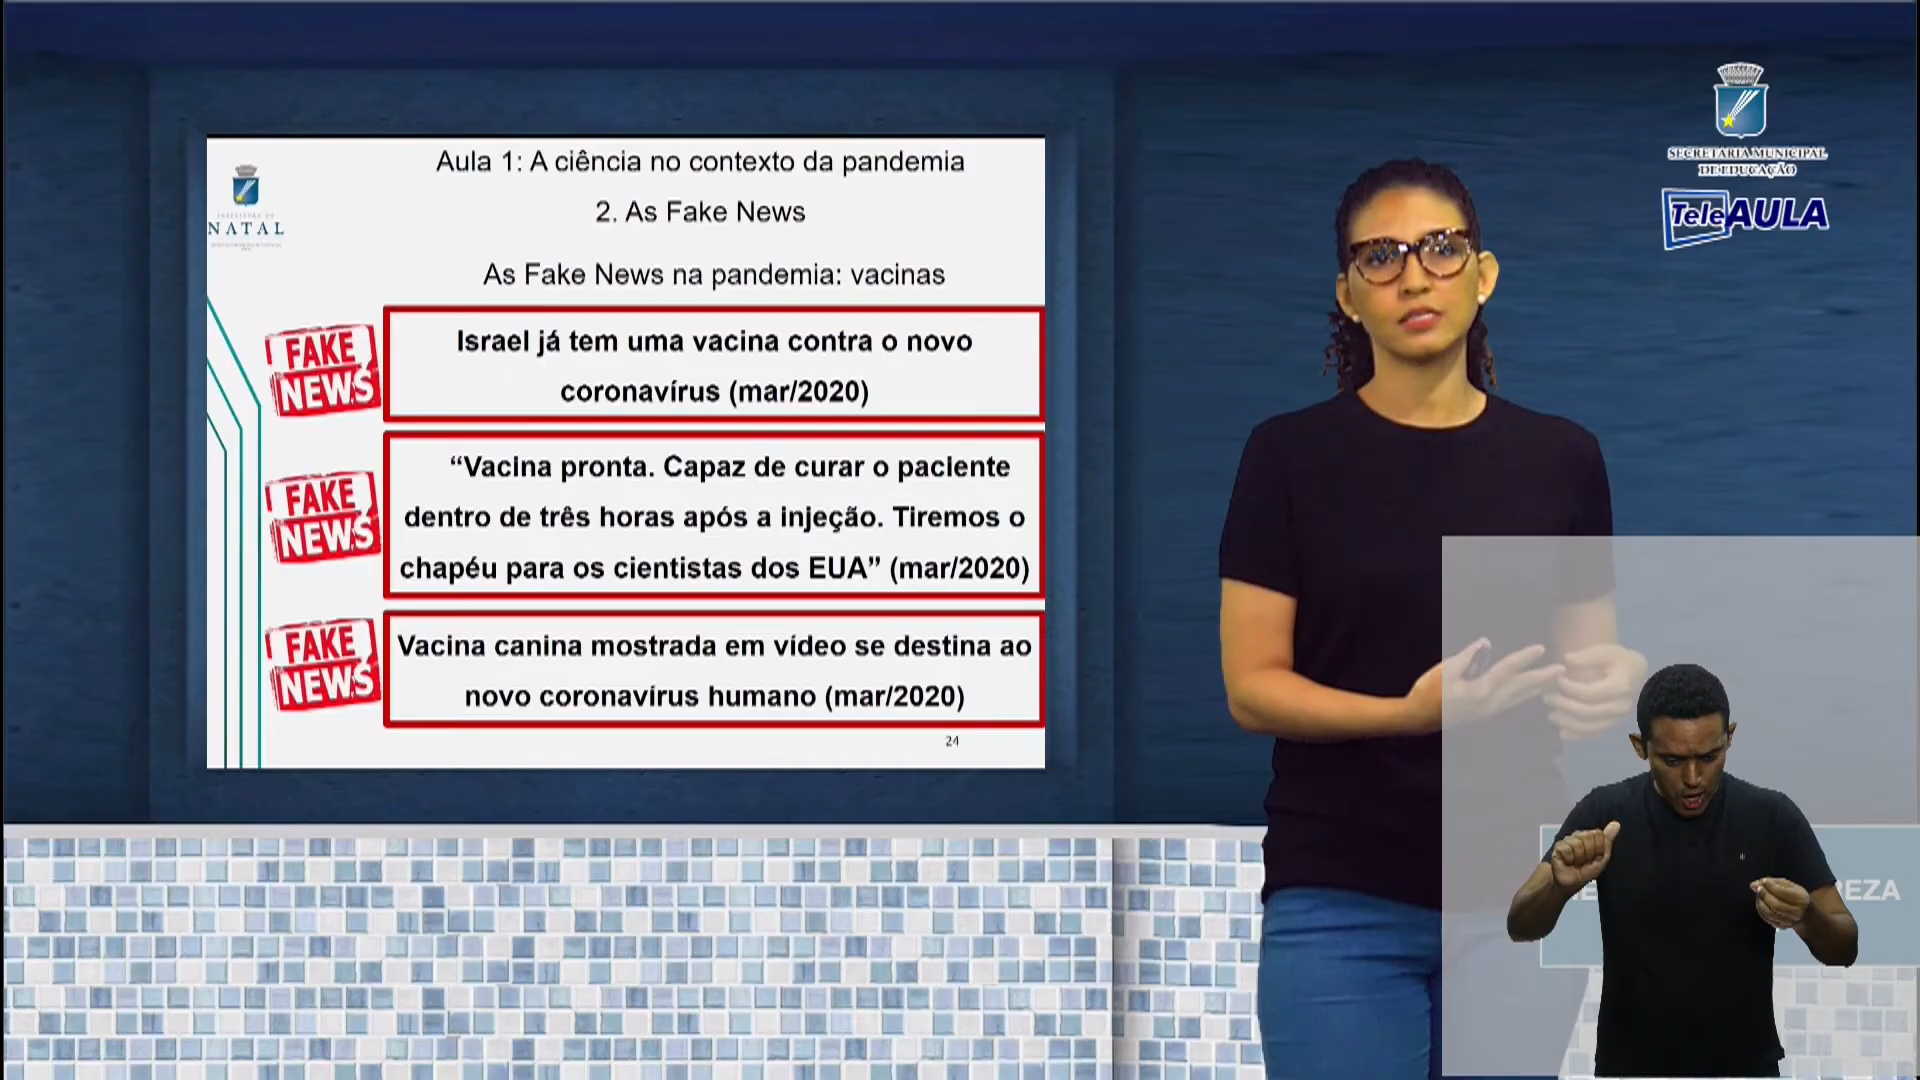 Aula 1: A ciência no contexto da pandemia
2. As Fake News
As Fake News na pandemia: vacinas
NATAL
FAKE
NEWS
Israel já tem uma vacina contra o novo
coronavírus (mar/2020)
FAKE
NEWS
“Vacina pronta. Capaz de curar o paciente
dentro de três horas após a injeção. Tiremos o
chapéu para os cientistas dos EUA” (mar/2020)
FAKE
NEWS
Vacina canina mostrada em vídeo se destina ao
novo coronavírus humano (mar/2020)
24
SECRETARIA MUNICIPAL
DE EDUCAÇÃO
TeleAULA